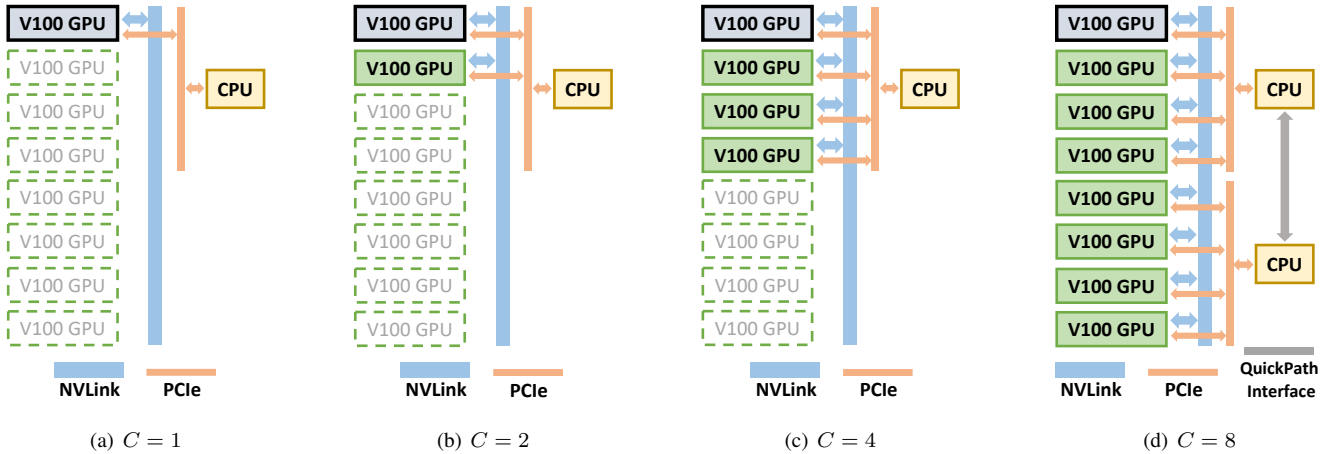 V100 GPU
V100 GPU
V100 GPU
V100 GPU
V100 GPU
V100 GPU
V100 GPU
V100 GPU
CPU
NVLink
PCIe
(a) C = 1
V100 GPU
V100 GPU
V100 GPU
V100 GPU
V100 GPU
V100 GPU
V100 GPU
V100 GPU
CPU
NVLink
PCIe
(b) C = 2
V100 GPU
V100 GPU
V100 GPU
V100 GPU
V100 GPU
V100 GPU
V100 GPU
V100 GPU
CPU
NVLink
PCIe
(c) C = 4
V100 GPU
V100 GPU
V100 GPU
V100 GPU
V100 GPU
V100 GPU
V100 GPU
V100 GPU
CPU
CPU
NVLink
PCIe
QuickPath
Interface
(d) C = 8